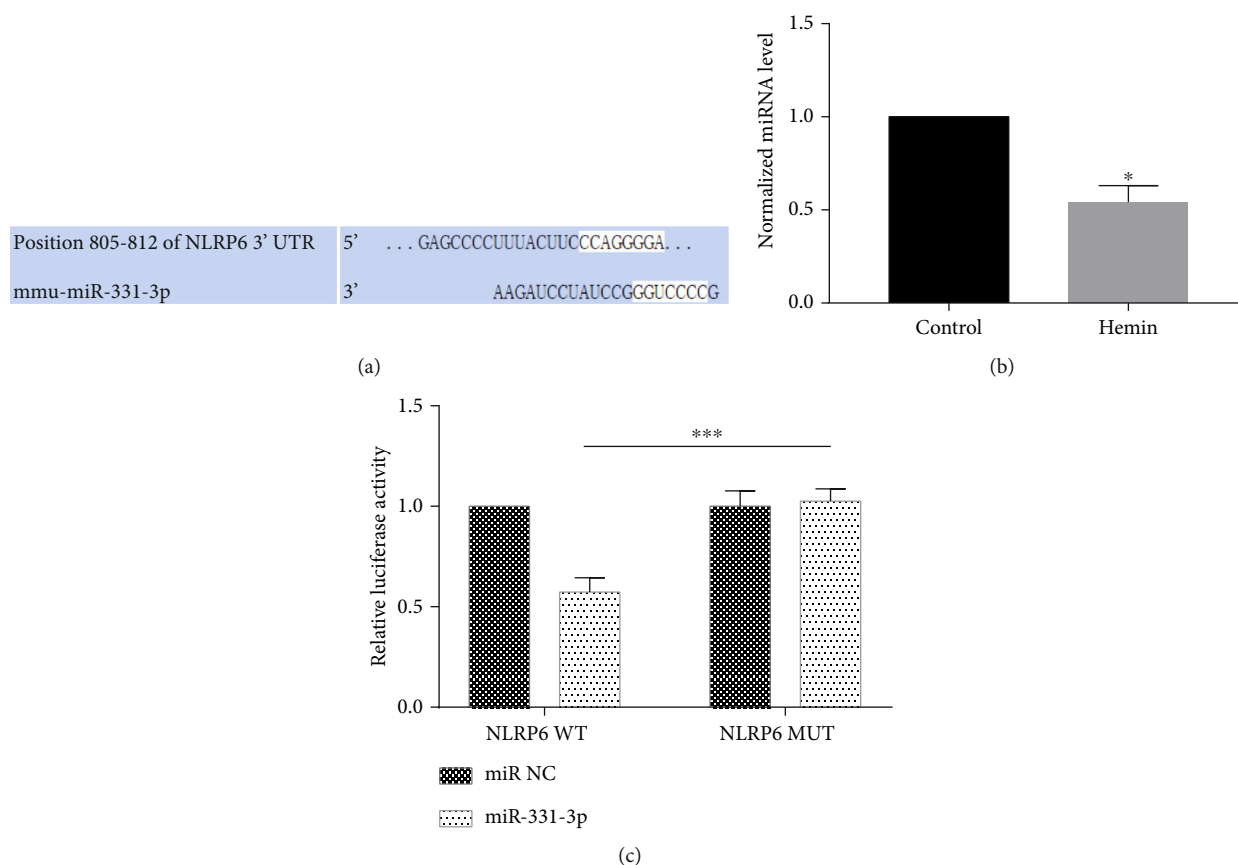 Position 805-812 of NLRP6 3’ UTR 5’ ...GAGCCCCUUUACUUCCCAGGGGA...
mmu-miR-331-3p 3’ AAGAUCCUAUCCGGGUCCCCG
(a)
1.5
1.0
0.5
0.0
Normalized miRNA level
*
Control Hemin
(b)
1.5
1.0
0.5
0.0
Relative luciferase activity
***
NLRP6 WT NLRP6 MUT
miR NC
miR-331-3p
(c)